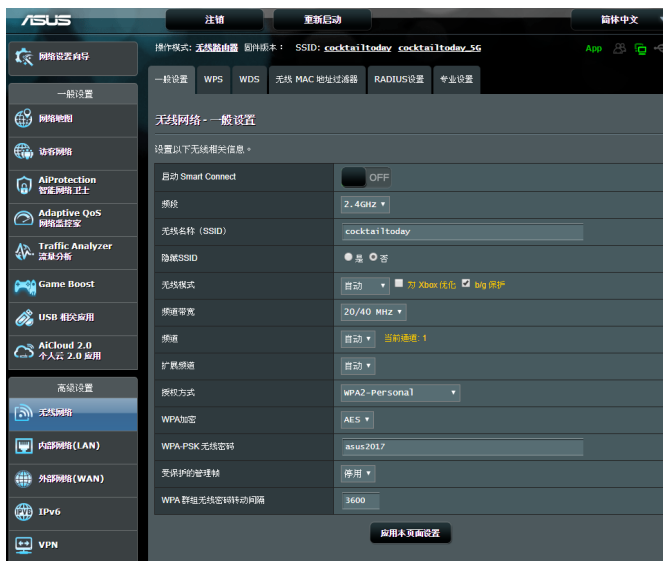 ASUS
注销
重新启动
简体中文
操作模式: 无线路由器 固件版本: SSID: cocktailtoday cocktailtoday_5G
App
网络设置向导
一般设置
网络地图
访客网络
AiProtection
智能网络卫士
Adaptive QoS
网络监控家
Traffic Analyzer
流量分析
Game Boost
USB 相关应用
AiCloud 2.0
个人云 2.0 应用
高级设置
无线网络
内部网络(LAN)
外部网络(WAN)
IPv6
VPN
一般设置 WPS WDS 无线 MAC 地址过滤器 RADIUS设置 专业设置
无线网络 - 一般设置
设置以下无线相关信息。
启动 Smart Connect OFF
频段 2.4GHz
无线名称（SSID） cocktailtoday
隐藏SSID 是 否
无线模式 自动 为 Xbox 优化 b/g 保护
频道带宽 20/40 MHz
频道 自动 当前频道: 1
扩展频道 自动
授权方式 WPA2-Personal
WPA加密 AES
WPA-PSK 无线密码 asus2017
受保护的管理帧 停用
WPA 群组无线密码转动间隔 3600
应用本页面设置